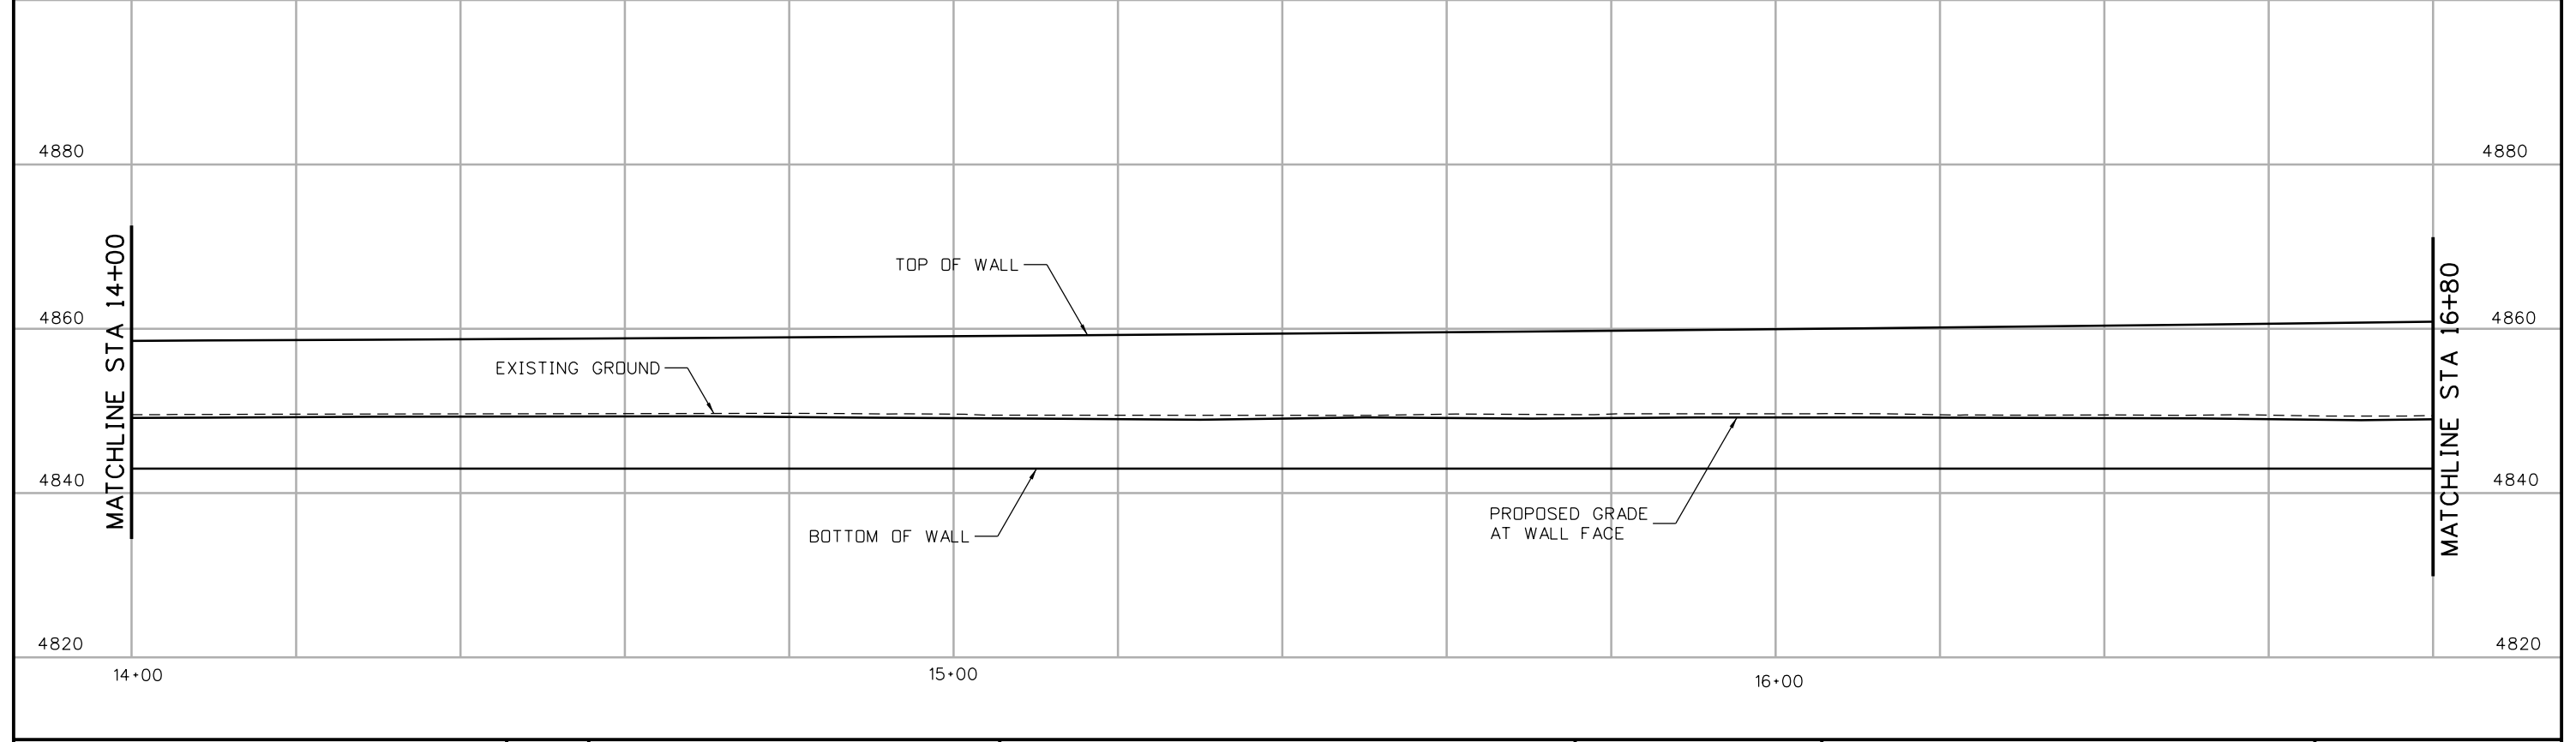 4880
4880
MATCHLINE STA 14+00
TOP OF WALL
MATCHLINE STA 16+80
4860
4860
EXISTING GROUND
4840
4840
PROPOSED GRADE
AT WALL FACE
BOTTOM OF WALL
4820
4820
14+00
15+00
16+00